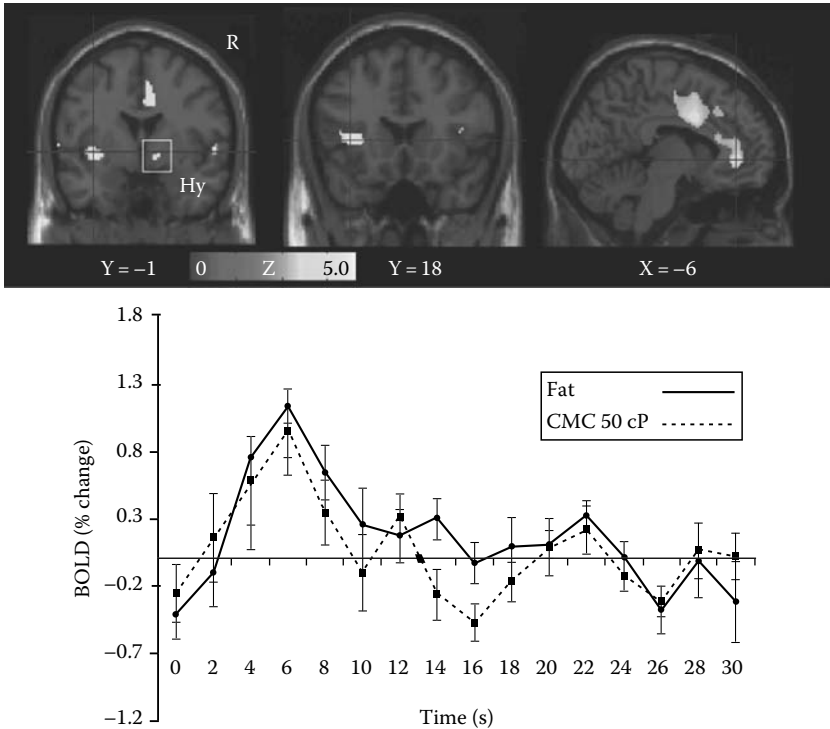 R
Hy
Y = −1
0 Z 5.0
Y = 18
X = −6
1.8
1.3
0.8
0.3
−0.2
−0.7
−1.2
BOLD (% change)
Fat
CMC 50 cP
0 2 4 6 8 10 12 14 16 18 20 22 24 26 28 30
Time (s)